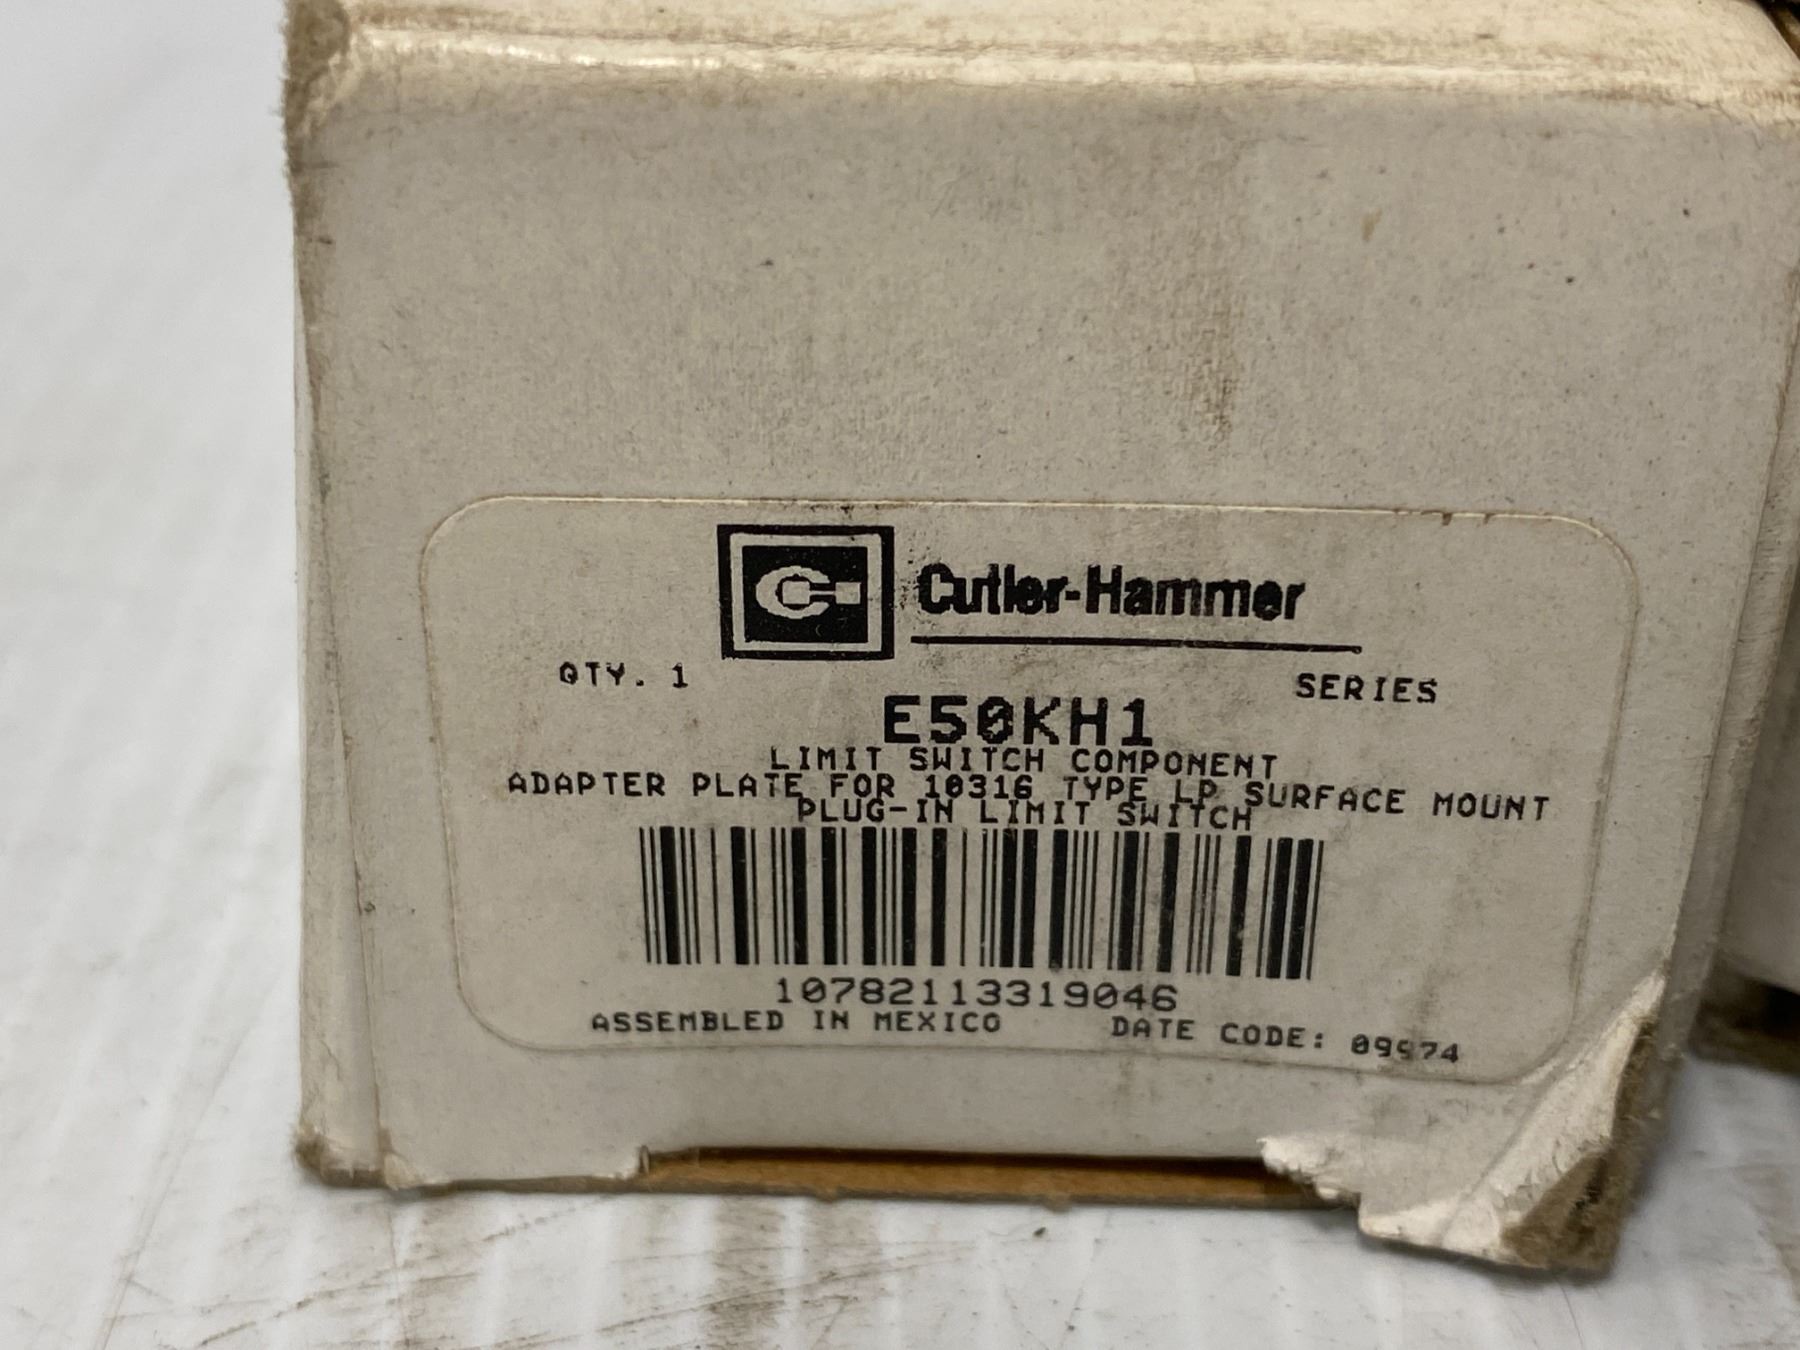 Cutler-Hammer
QTY. 1 SERIES
E50KH1
LIMIT SWITCH COMPONENT
ADAPTER PLATE FOR 10316 TYPE LP SURFACE MOUNT
PLUG-IN LIMIT SWITCH
10782113319046
ASSEMBLED IN MEXICO DATE CODE: